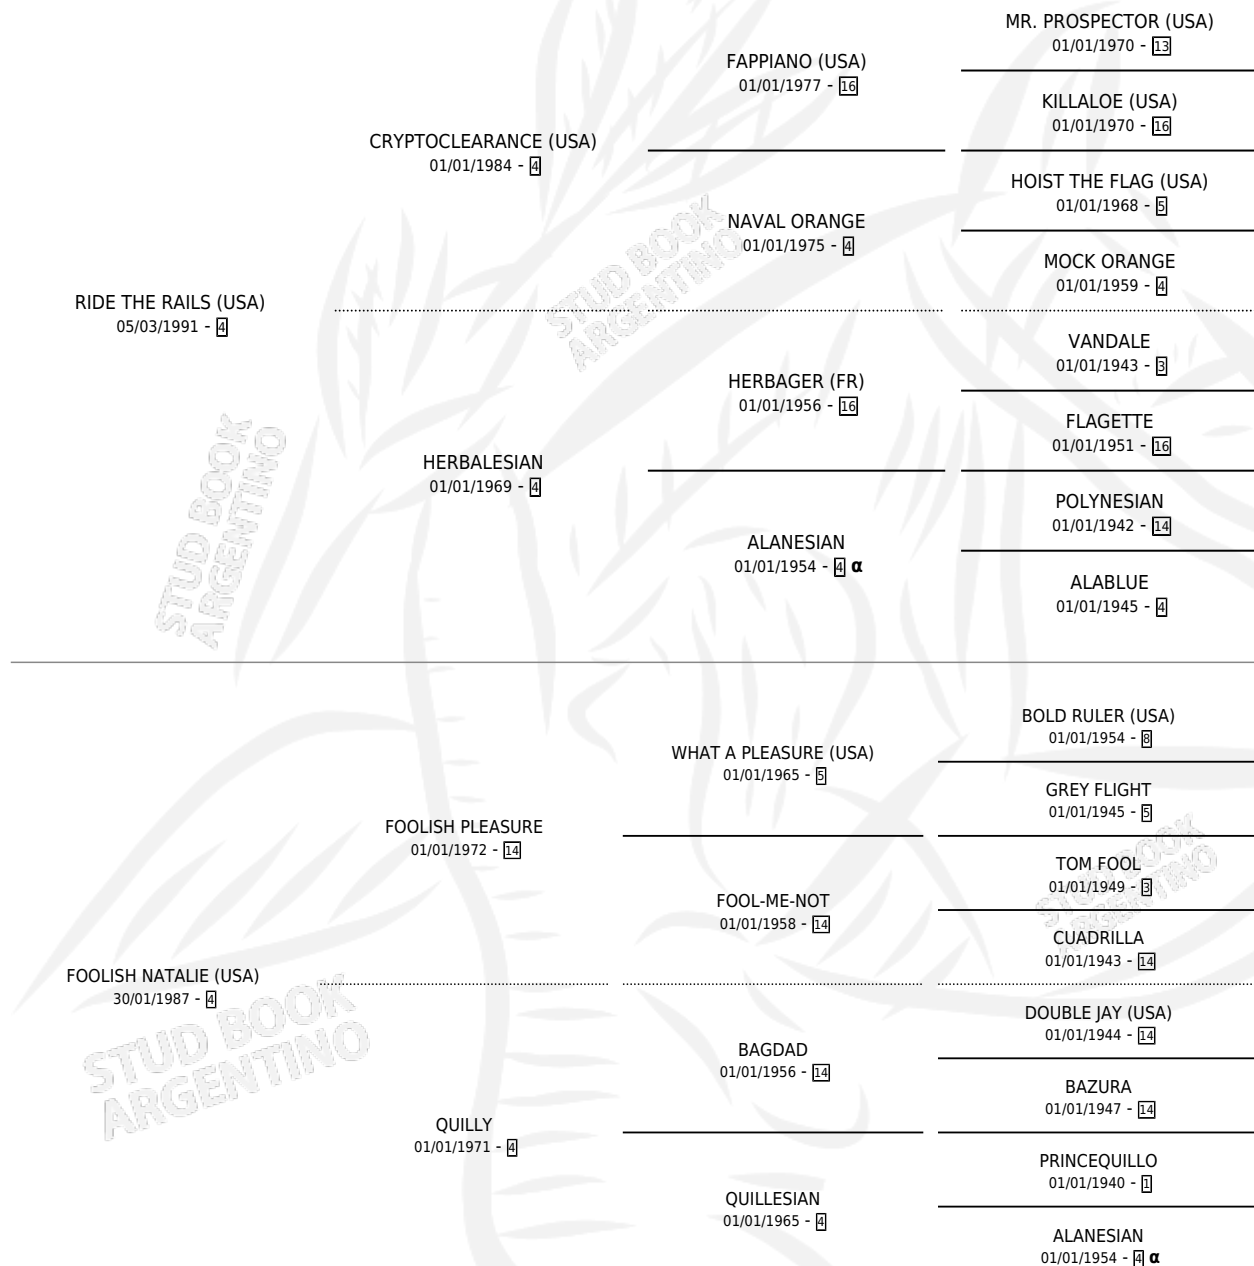 MR. PROSPECTOR (USA)
01/01/1970 - 13
FAPPIANO (USA)
01/01/1977 - 16
KILLALOE (USA)
01/01/1970 - 16
CRYPTOCLEARANCE (USA)
01/01/1984 - 4
HOIST THE FLAG (USA)
01/01/1968 - 5
NAVAL ORANGE
01/01/1975 - 4
MOCK ORANGE
01/01/1959 - 4
RIDE THE RAILS (USA)
05/03/1991 - 4
VANDALE
01/01/1943 - 3
HERBAGER (FR)
01/01/1956 - 16
FLAGETTE
01/01/1951 - 16
HERBALESIAN
01/01/1969 - 4
POLYNESIAN
01/01/1942 - 14
ALANESIAN
01/01/1954 - 4 α
ALABLUE
01/01/1945 - 4
BOLD RULER (USA)
01/01/1954 - 8
WHAT A PLEASURE (USA)
01/01/1965 - 5
GREY FLIGHT
01/01/1945 - 5
FOOLISH PLEASURE
01/01/1972 - 14
TOM FOOL
01/01/1949 - 3
FOOL-ME-NOT
01/01/1958 - 14
CUADRILLA
01/01/1943 - 14
FOOLISH NATALIE (USA)
30/01/1987 - 4
DOUBLE JAY (USA)
01/01/1944 - 14
BAGDAD
01/01/1956 - 14
BAZURA
01/01/1947 - 14
QUILLY
01/01/1971 - 4
PRINCEQUILLO
01/01/1940 - 1
QUILLESIAN
01/01/1965 - 4
ALANESIAN
01/01/1954 - 4 α
STUD BOOK
ARGENTINO
STUD BOOK
ARGENTINO
STUD BOOK
ARGENTINO
STUD BOOK
ARGENTINO